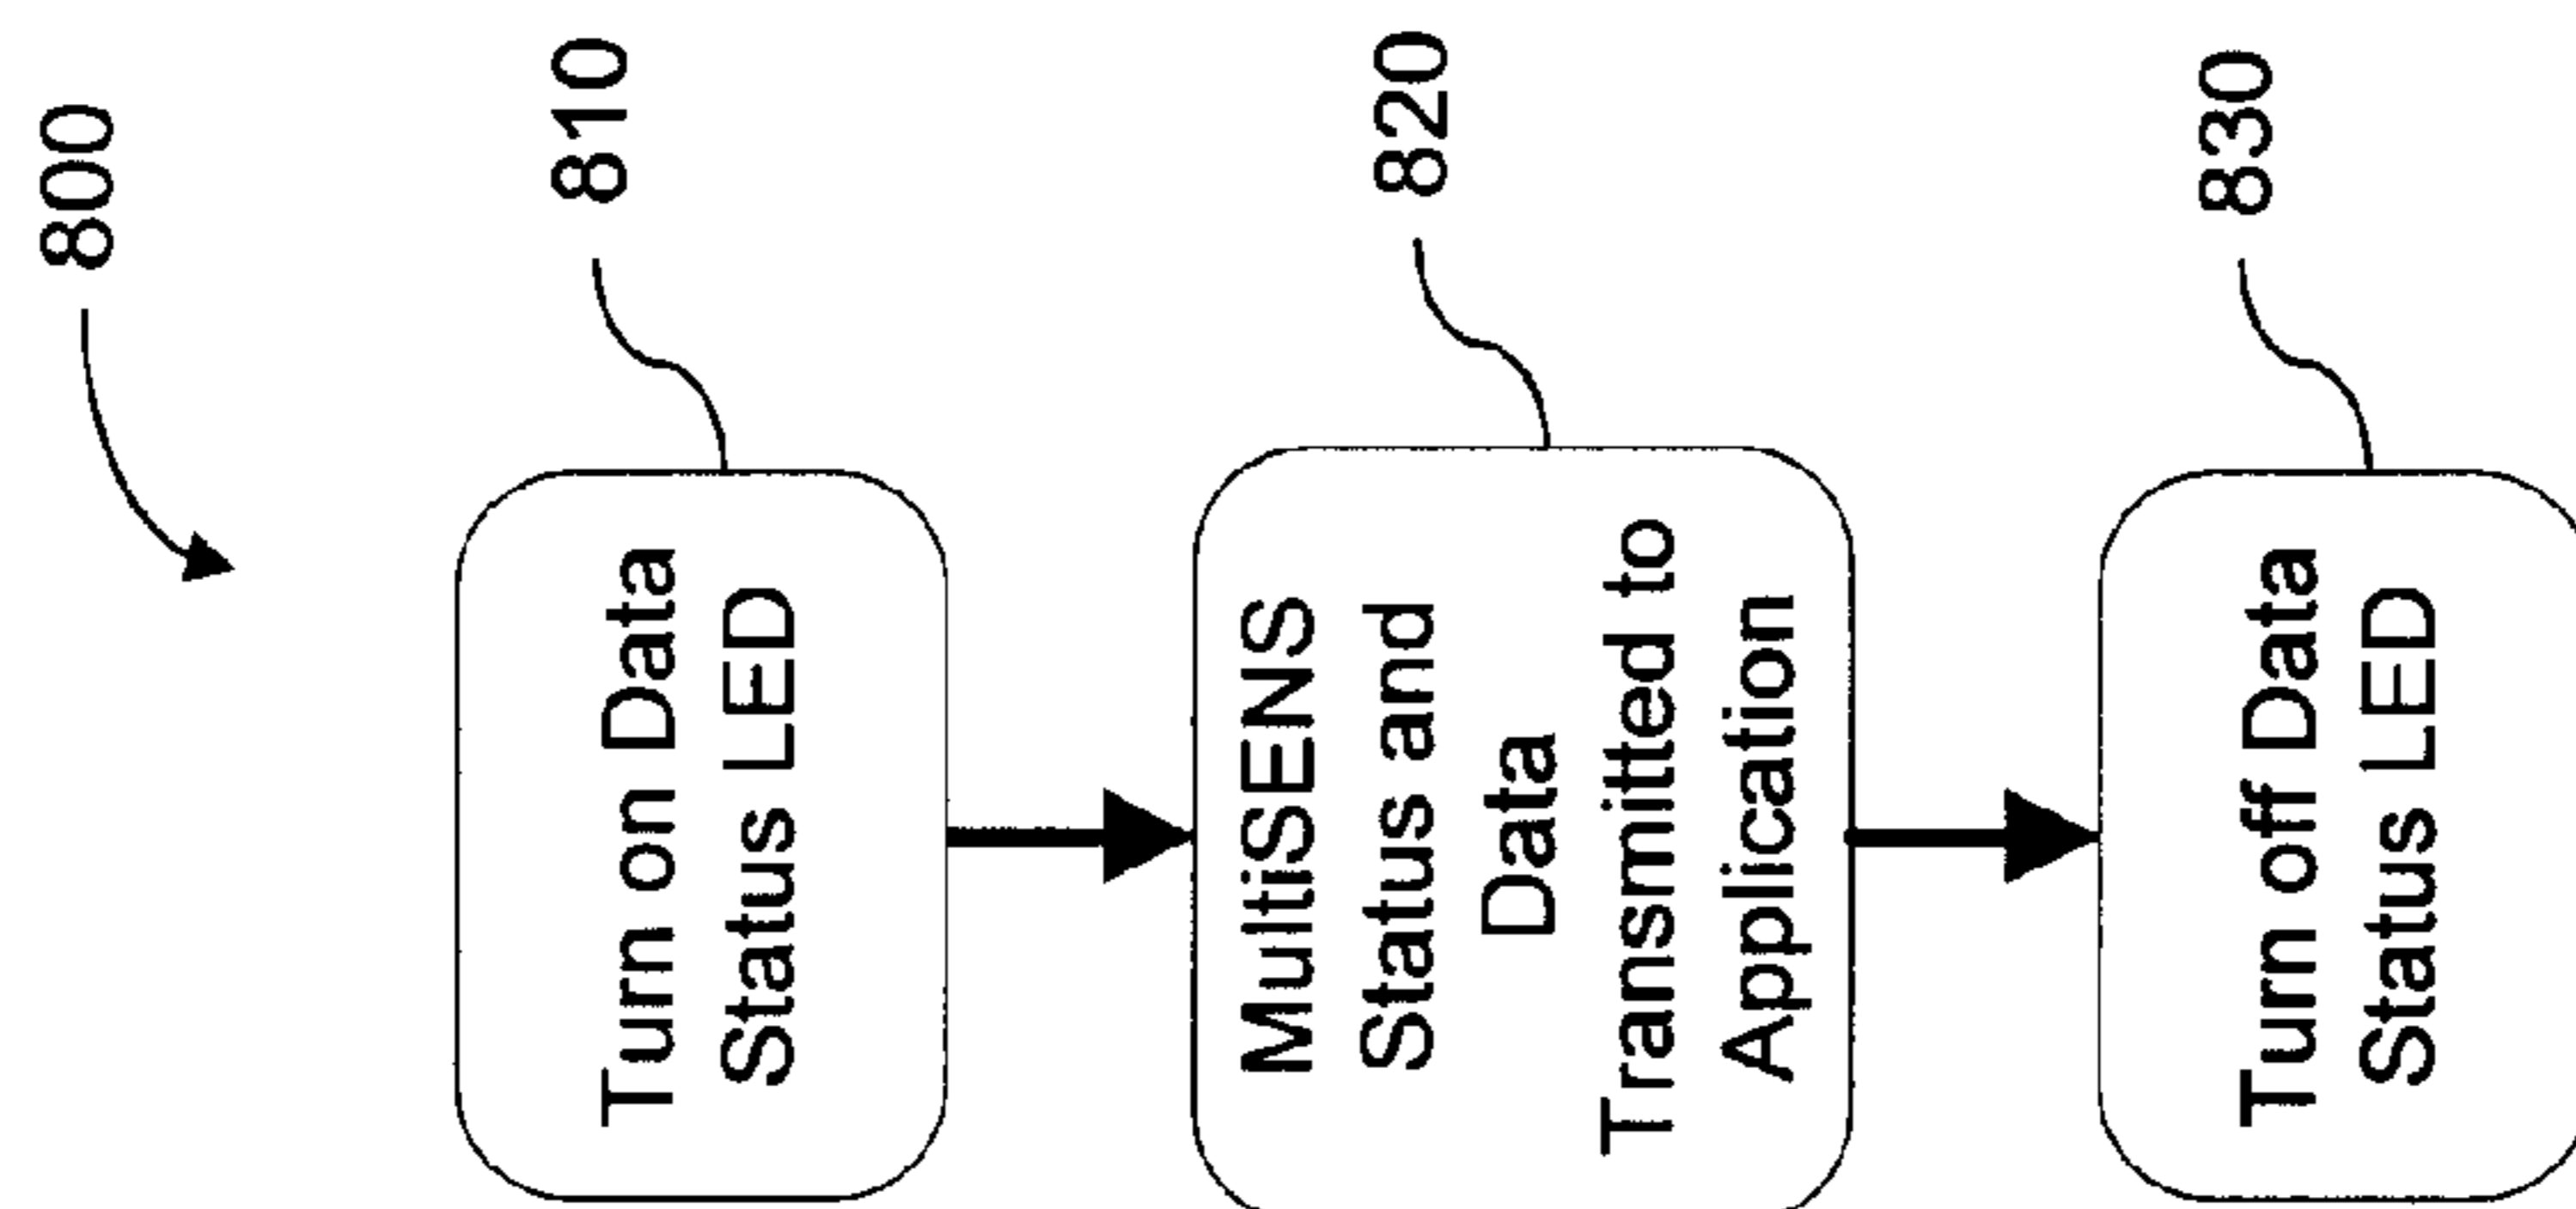 800
810
Turn on Data
Status LED
820
MultiSENS
Status and
Data
Transmitted to
Application
830
Turn off Data
Status LED